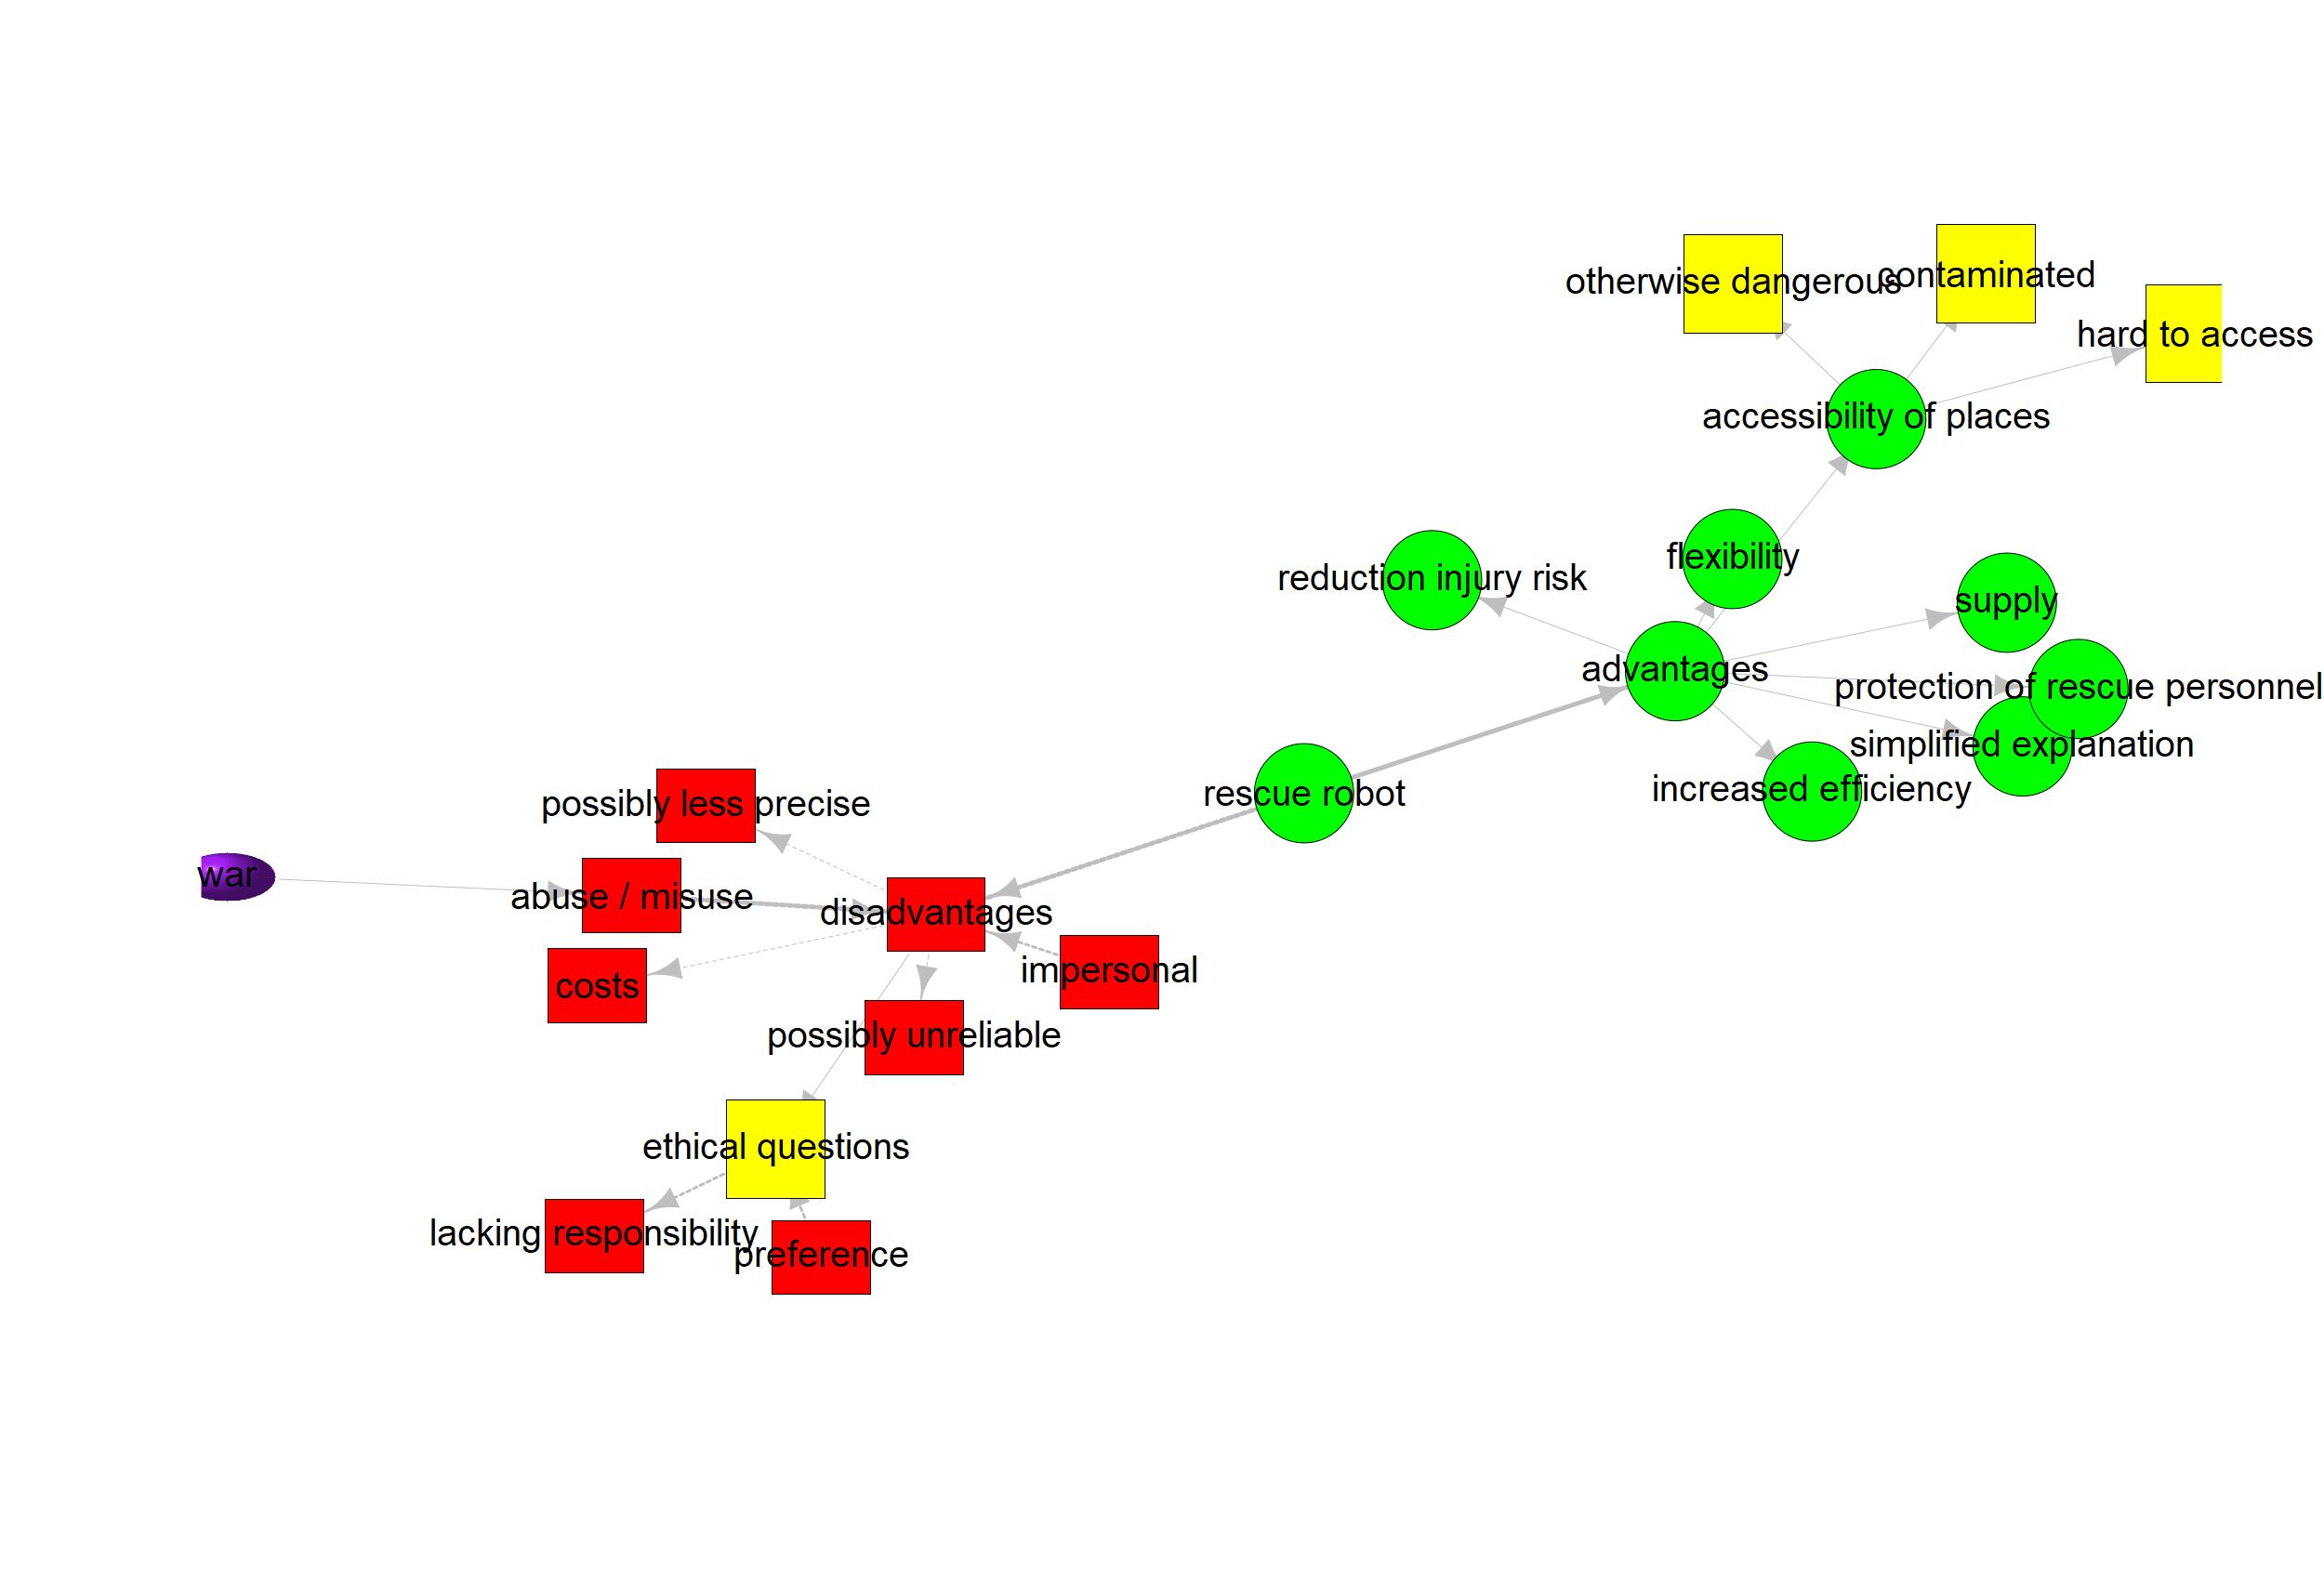 otherwise dangerous
contaminated
hard to access
accessibility of places
flexibility
reduction injury risk
supply
advantages
protection of rescue personnel
simplified explanation
increased efficiency
rescue robot
possibly less precise
war
abuse / misuse
disadvantages
impersonal
costs
possibly unreliable
ethical questions
lacking responsibility
preference